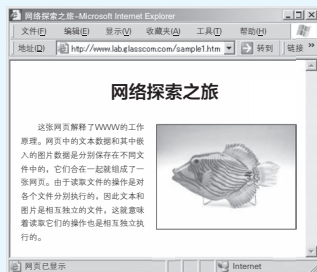 网络探索之旅-Microsoft Internet Explorer
文件(F) 编辑(E) 显示(V) 收藏夹(A) 工具(T) 帮助(H)
地址(D) http://www.lab.glasscom.com/sample1.htm 转到 链接 »
网络探索之旅
这张网页解释了WWW的工作
原理。网页中的文本数据和其中嵌
入的图片数据是分别保存在不同文
件中的，它们合在一起就组成了一
张网页。由于读取文件的操作是对
各个文件分别执行的，因此文本和
图片是相互独立的文件，这就意味
着读取它们的操作也是相互独立执
行的。
网页已显示 Internet